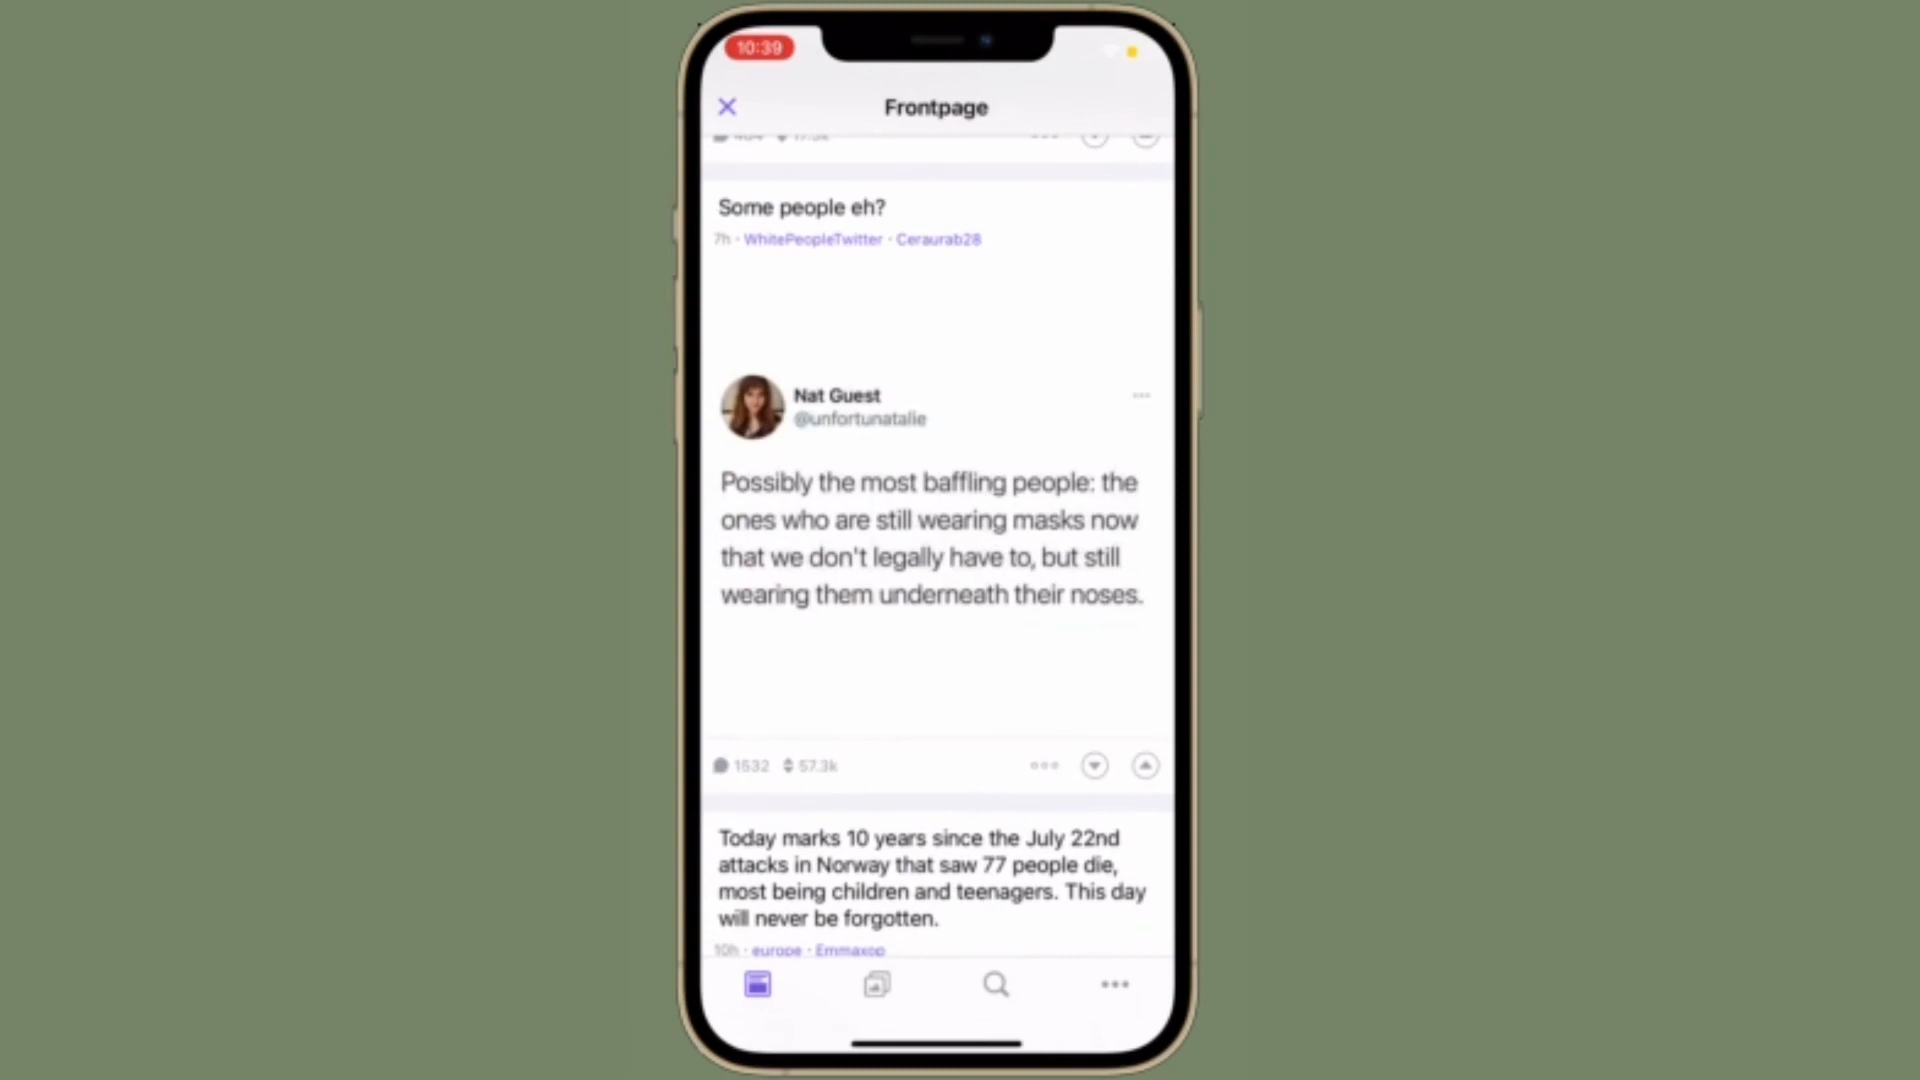 10:39
Frontpage
Some people eh?
7h · WhitePeopleTwitter · Ceraurab28
Nat Guest
@unfortunatalie
Possibly the most baffling people: the
ones who are still wearing masks now
that we don't legally have to, but still
wearing them underneath their noses.
1532 57.3k
Today marks 10 years since the July 22nd
attacks in Norway that saw 77 people die,
most being children and teenagers. This day
will never be forgotten.
10h · europe · Emmaxop